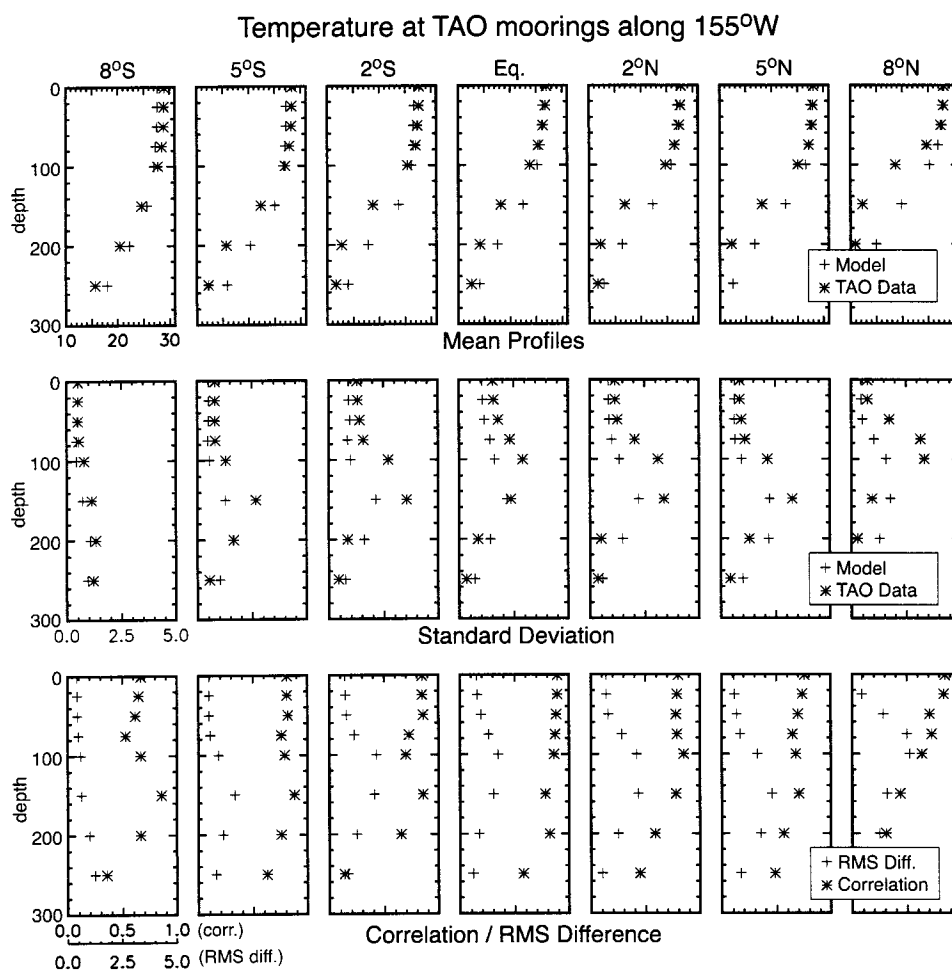 Temperature at TAO moorings along 155°W
8°S 5°S 2°S Eq. 2°N 5°N 8°N
0
100
200
300
depth
+ Model
✳ TAO Data
10 20 30
Mean Profiles
0
100
200
300
depth
+ Model
✳ TAO Data
0.0 2.5 5.0
Standard Deviation
0
100
200
300
depth
+ RMS Diff.
✳ Correlation
0.0 0.5 1.0 (corr.)
0.0 2.5 5.0 (RMS diff.)
Correlation / RMS Difference